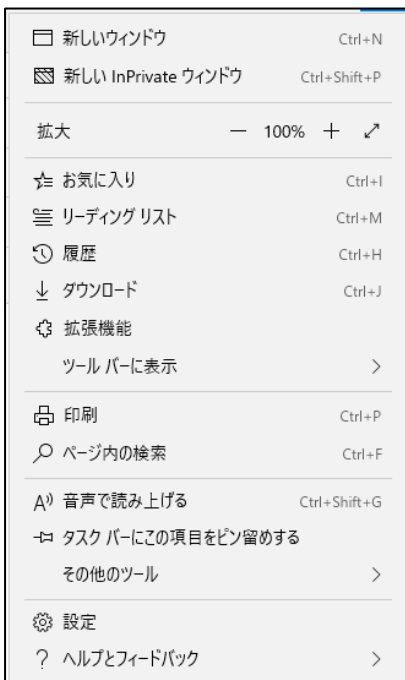 新しいウィンドウ Ctrl+N
新しい InPrivate ウィンドウ Ctrl+Shift+P
拡大 — 100% +
お気に入り Ctrl+I
リーディング リスト Ctrl+M
履歴 Ctrl+H
ダウンロード Ctrl+J
拡張機能
ツール バーに表示
印刷 Ctrl+P
ページ内の検索 Ctrl+F
音声で読み上げる Ctrl+Shift+G
タスク バーにこの項目をピン留めする
その他のツール
設定
ヘルプとフィードバック